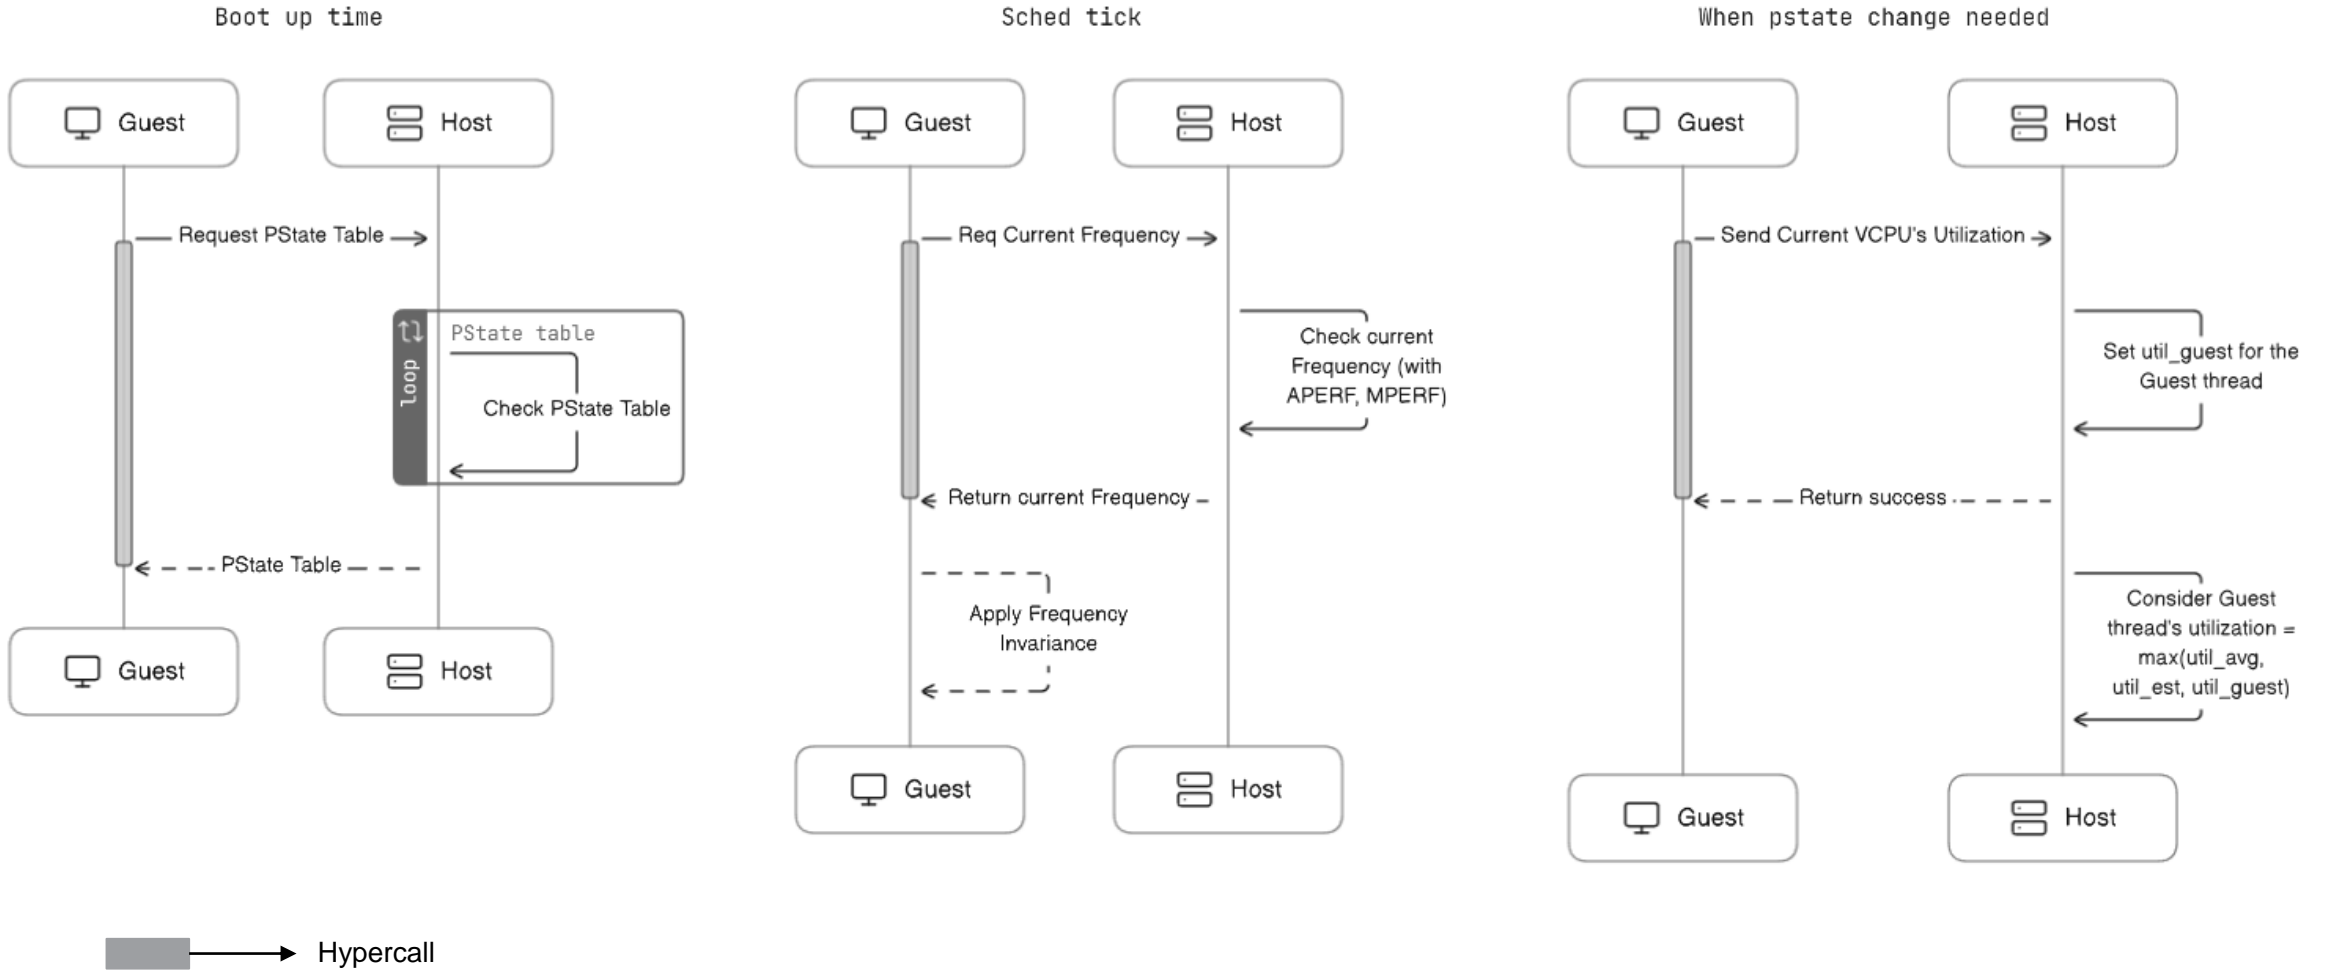 Boot up time
Guest
Host
Request PState Table
loop
PState table
Check PState Table
PState Table
Guest
Host
Sched tick
Guest
Host
Req Current Frequency
Check current
Frequency (with
APERF, MPERF)
Return current Frequency
Apply Frequency
Invariance
Guest
Host
When pstate change needed
Guest
Host
Send Current VCPU's Utilization
Set util_guest for the
Guest thread
Return success
Consider Guest
thread's utilization =
max(util_avg,
util_est, util_guest)
Guest
Host
Hypercall